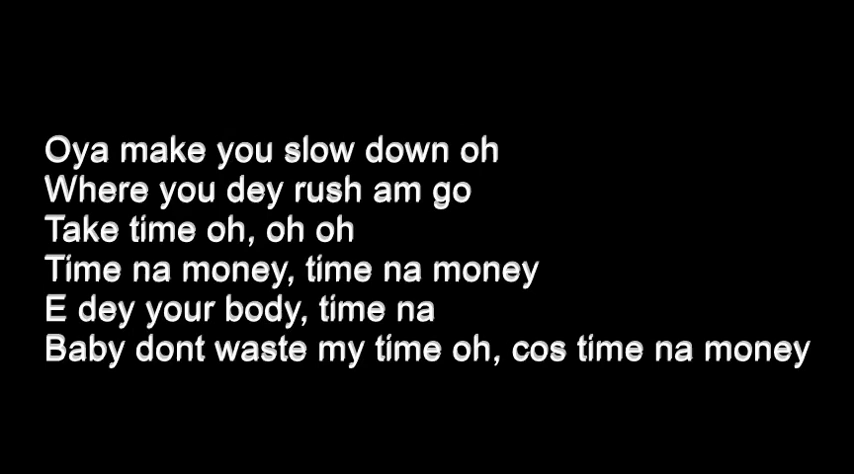 Oya make you slow down oh
Where you dey rush am go
Take time oh, oh oh
Time na money, time na money
E dey your body, time na
Baby dont waste my time oh, cos time na money